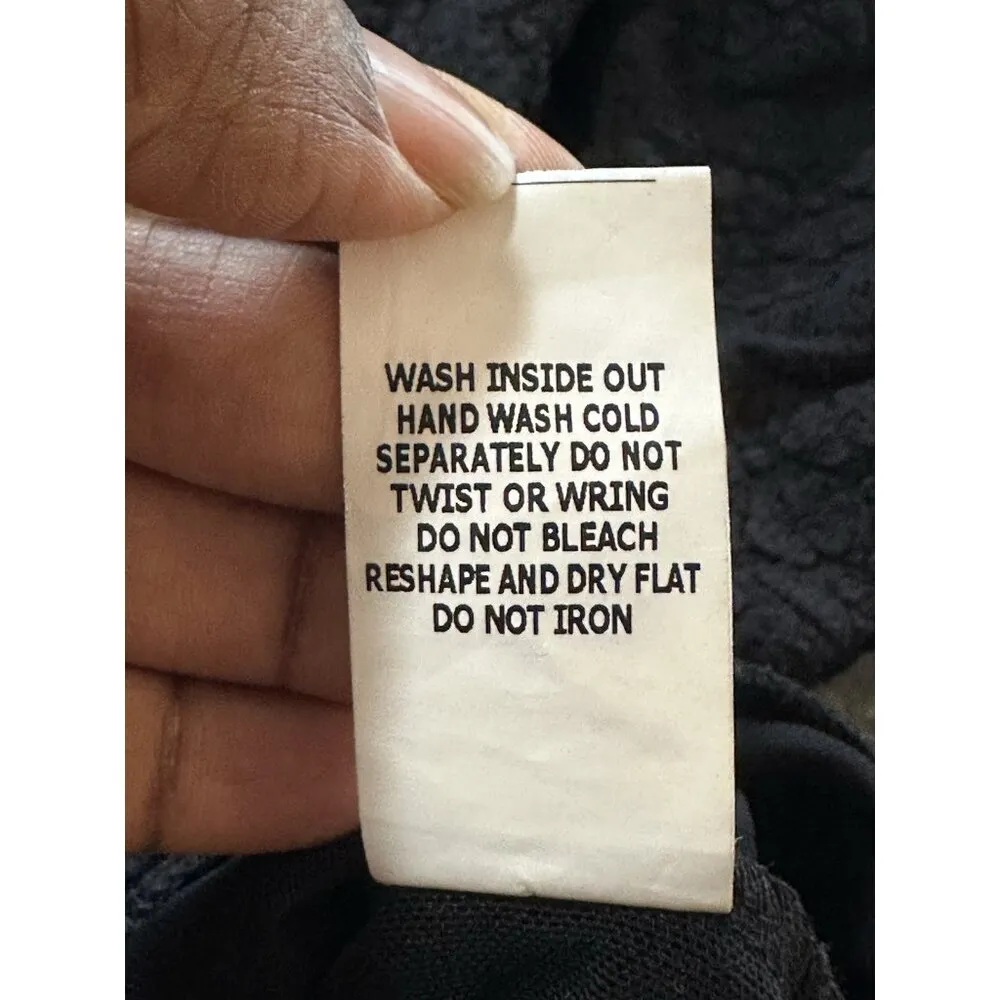 WASH INSIDE OUT
HAND WASH COLD
SEPARATELY DO NOT
TWIST OR WRING
DO NOT BLEACH
RESHAPE AND DRY FLAT
DO NOT IRON